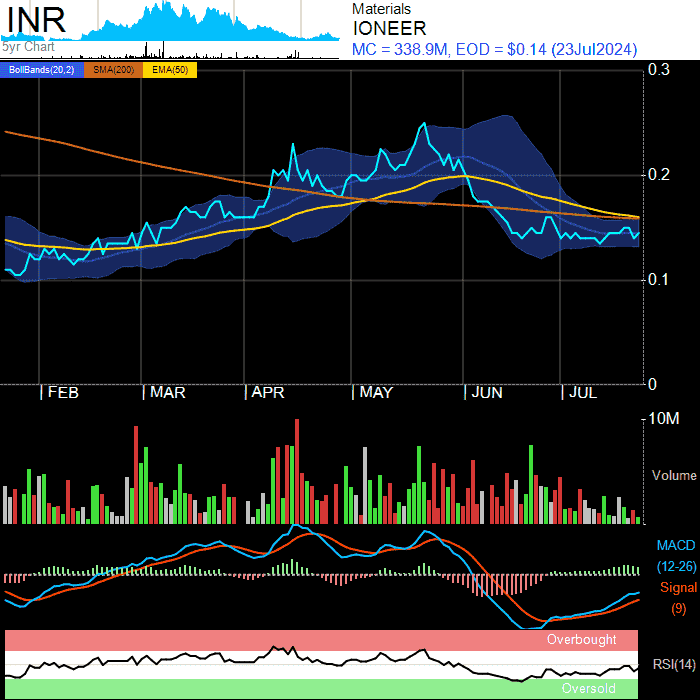 INR
5yr Chart
Materials
IONEER
MC = 338.9M, EOD = $0.14 (23Jul2024)
BollBands(20,2) SMA(200) EMA(50)
0.3
0.2
0.1
0
FEB MAR APR MAY JUN JUL
10M
Volume
MACD
(12-26)
Signal
(9)
Overbought
RSI(14)
Oversold